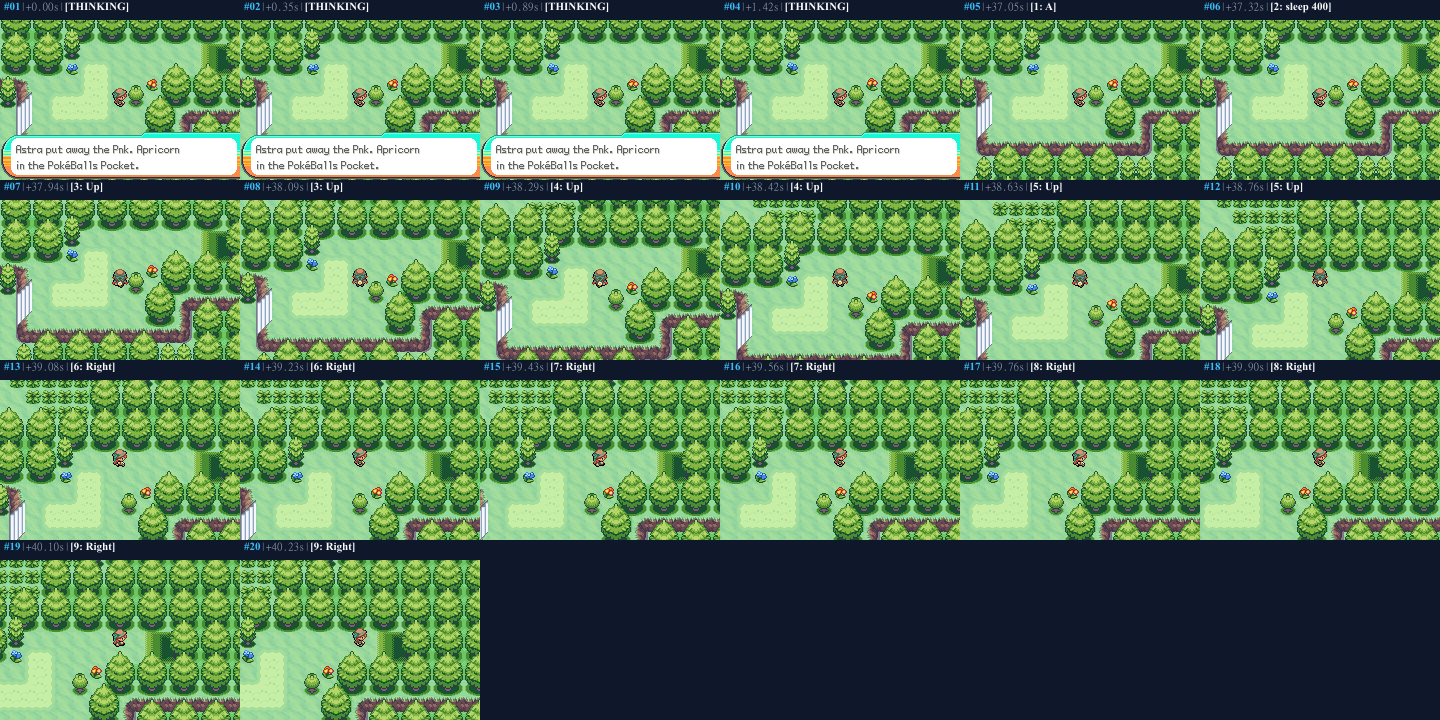 #01|+0.00s|[THINKING]
#02|+0.35s|[THINKING]
#03|+0.89s|[THINKING]
#04|+1.42s|[THINKING]
#05|+37.05s|[1: A]
#06|+37.32s|[2: sleep 400]
Astra put away the Pnk. Apricorn
in the PokéBalls Pocket.
Astra put away the Pnk. Apricorn
in the PokéBalls Pocket.
Astra put away the Pnk. Apricorn
in the PokéBalls Pocket.
Astra put away the Pnk. Apricorn
in the PokéBalls Pocket.
#07|+37.94s|[3: Up]
#08|+38.09s|[3: Up]
#09|+38.29s|[4: Up]
#10|+38.42s|[4: Up]
#11|+38.63s|[5: Up]
#12|+38.76s|[5: Up]
#13|+39.08s|[6: Right]
#14|+39.23s|[6: Right]
#15|+39.43s|[7: Right]
#16|+39.56s|[7: Right]
#17|+39.76s|[8: Right]
#18|+39.90s|[8: Right]
#19|+40.10s|[9: Right]
#20|+40.23s|[9: Right]